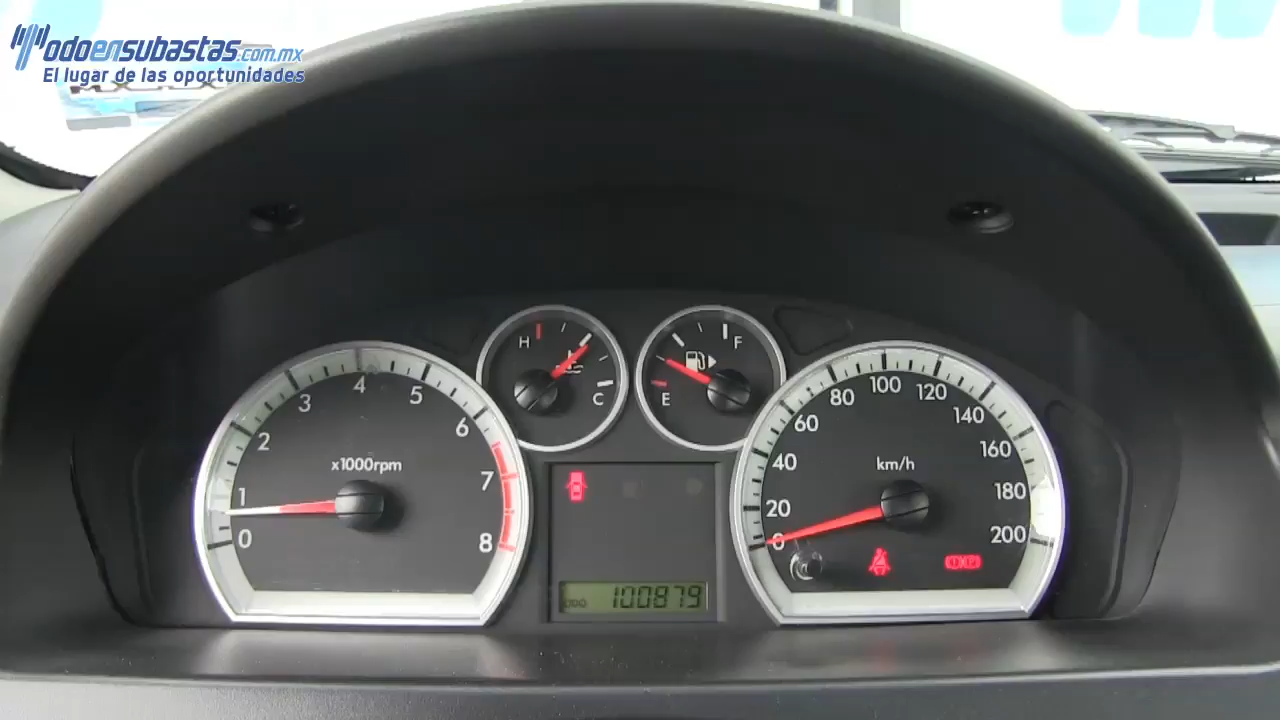 Todoensubastas.com.mx
El lugar de las oportunidades
H
C
F
E
0
1
2
3
4
5
6
7
8
x1000rpm
0
20
40
60
80
100
120
140
160
180
200
km/h
ODO 100879